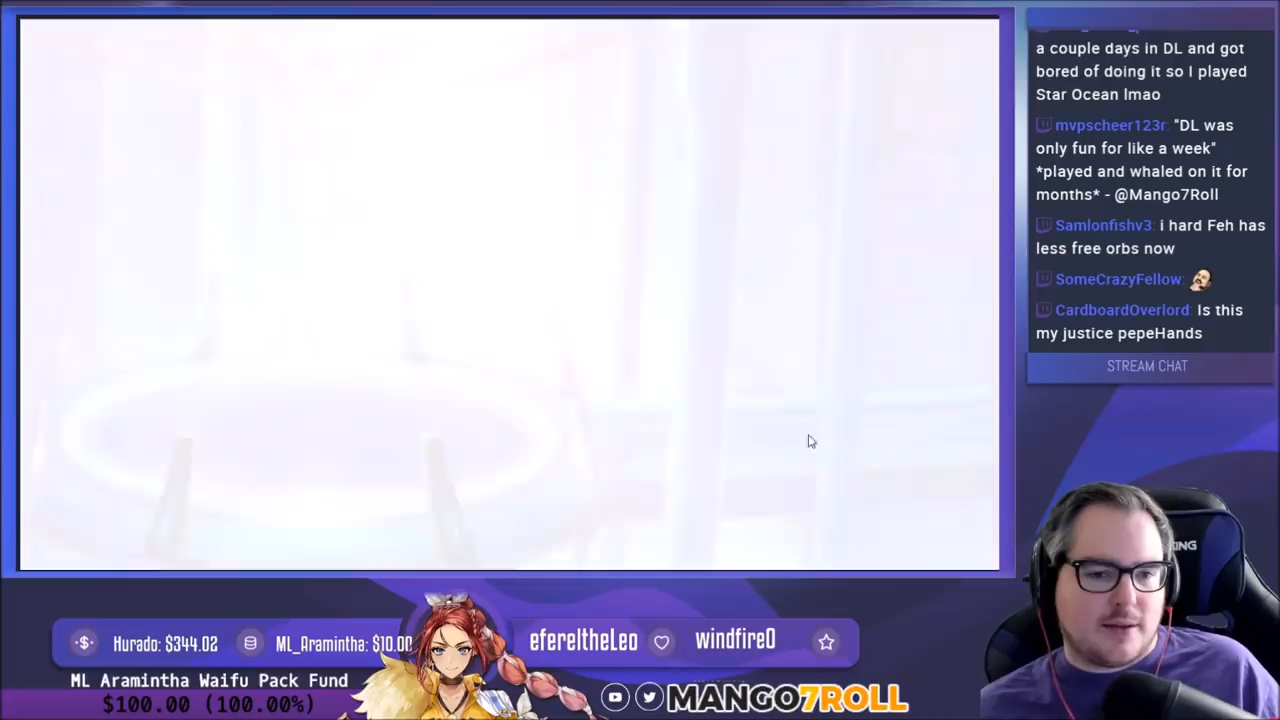 a couple days in DL and got
bored of doing it so I played
Star Ocean lmao
mvpscheer123r: "DL was
only fun for like a week"
*played and whaled on it for
months* - @Mango7Roll
Samlonfishv3: i hard Feh has
less free orbs now
SomeCrazyFellow:
CardboardOverlord: Is this
my justice pepeHands
STREAM CHAT
KING
Hurado: $344.02
ML_Aramintha: $10.00
efereltheLeo
windfire0
ML Aramintha Waifu Pack Fund
$100.00 (100.00%)
MANGO7ROLL